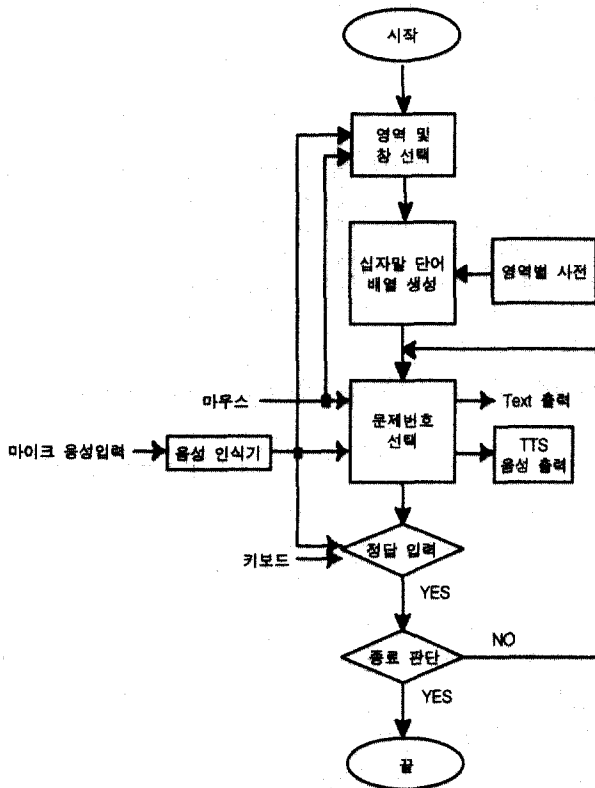 시작
영역 및
창 선택
십자말 단어
배열 생성
영역별 사전
마우스
문제번호
선택
Text 출력
마이크 음성입력
음성 인식기
TTS
음성 출력
정답 입력
키보드
YES
종료 판단
NO
YES
끝